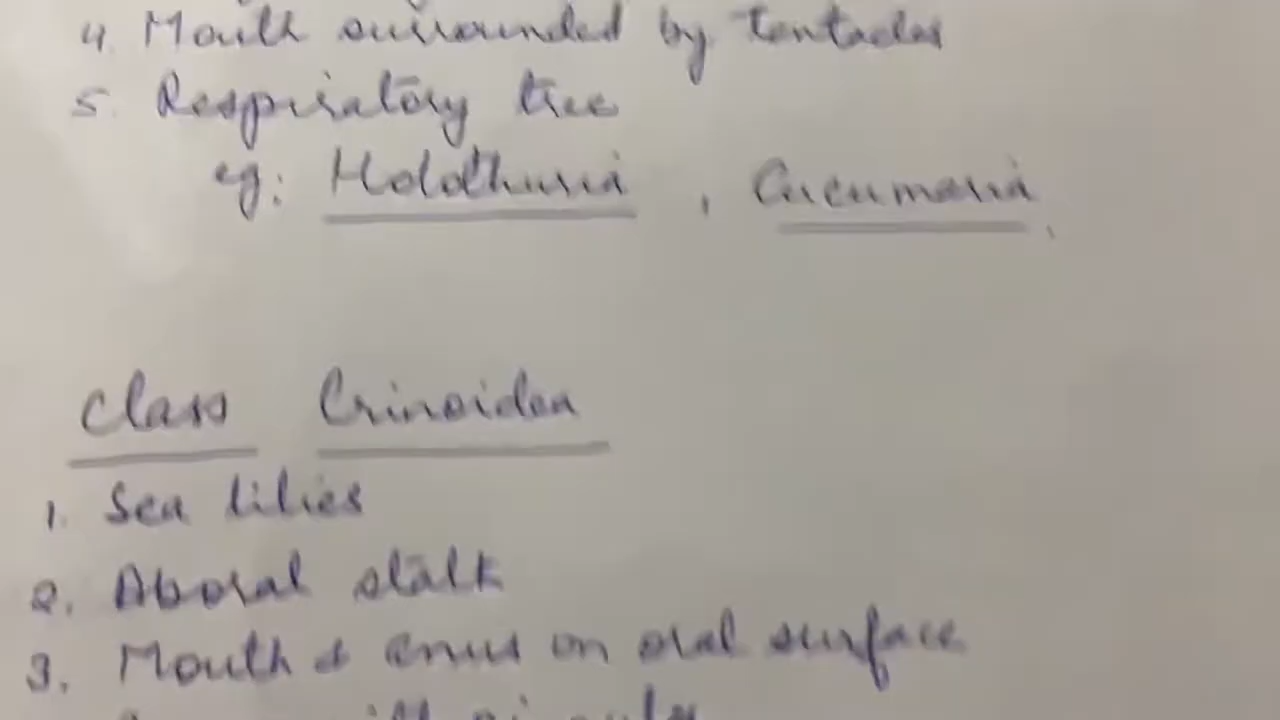 4. Mouth surrounded by tentacles
5. Respiratory tree
eg: Holothuria , Cucumaria.
Class Crinoidea
1. Sea lilies
2. Aboral stalk
3. Mouth & anus on oral surface